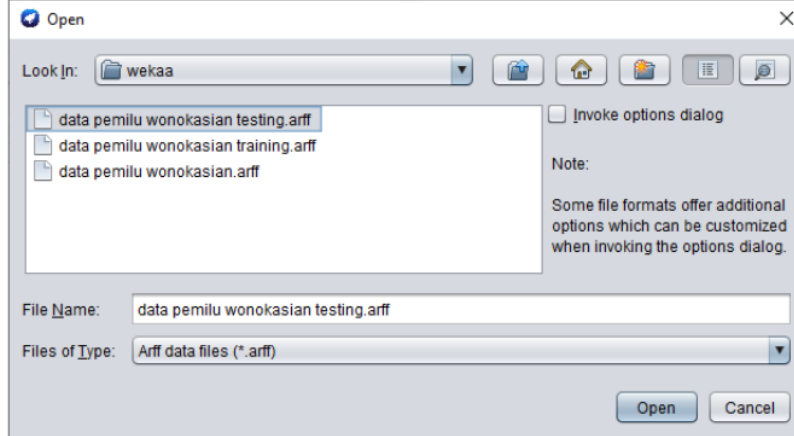 Open
Look In: wekaa
data pemilu wonokasian testing.arff
data pemilu wonokasian training.arff
data pemilu wonokasian.arff
Invoke options dialog
Note:
Some file formats offer additional
options which can be customized
when invoking the options dialog.
File Name: data pemilu wonokasian testing.arff
Files of Type: Arff data files (*.arff)
Open Cancel